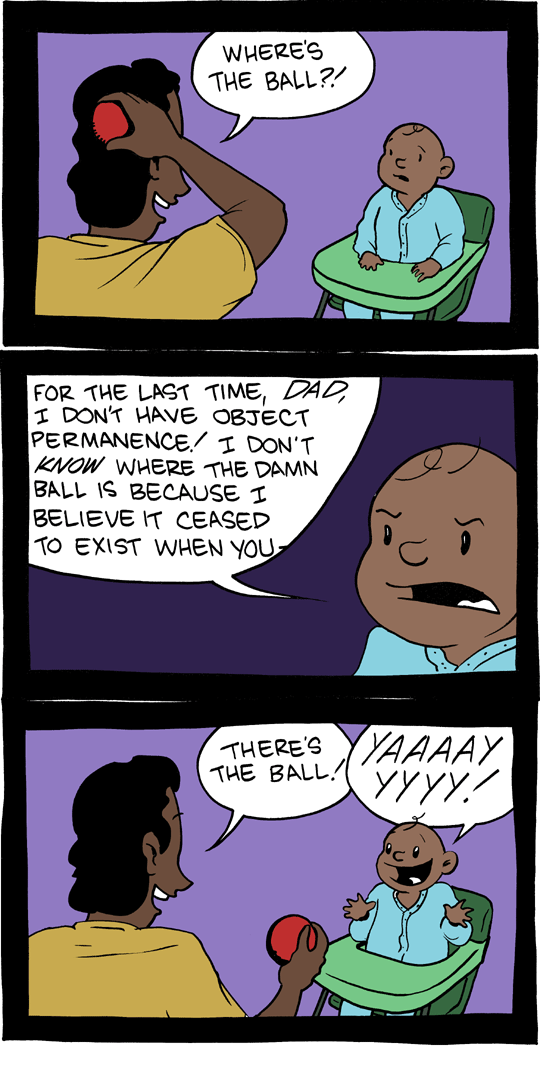 WHERE'S
THE BALL?!
FOR THE LAST TIME, DAD,
I DON'T HAVE OBJECT
PERMANENCE! I DON'T
KNOW WHERE THE DAMN
BALL IS BECAUSE I
BELIEVE IT CEASED
TO EXIST WHEN YOU-
THERE'S
THE BALL!
YAAAAY
YYYY!